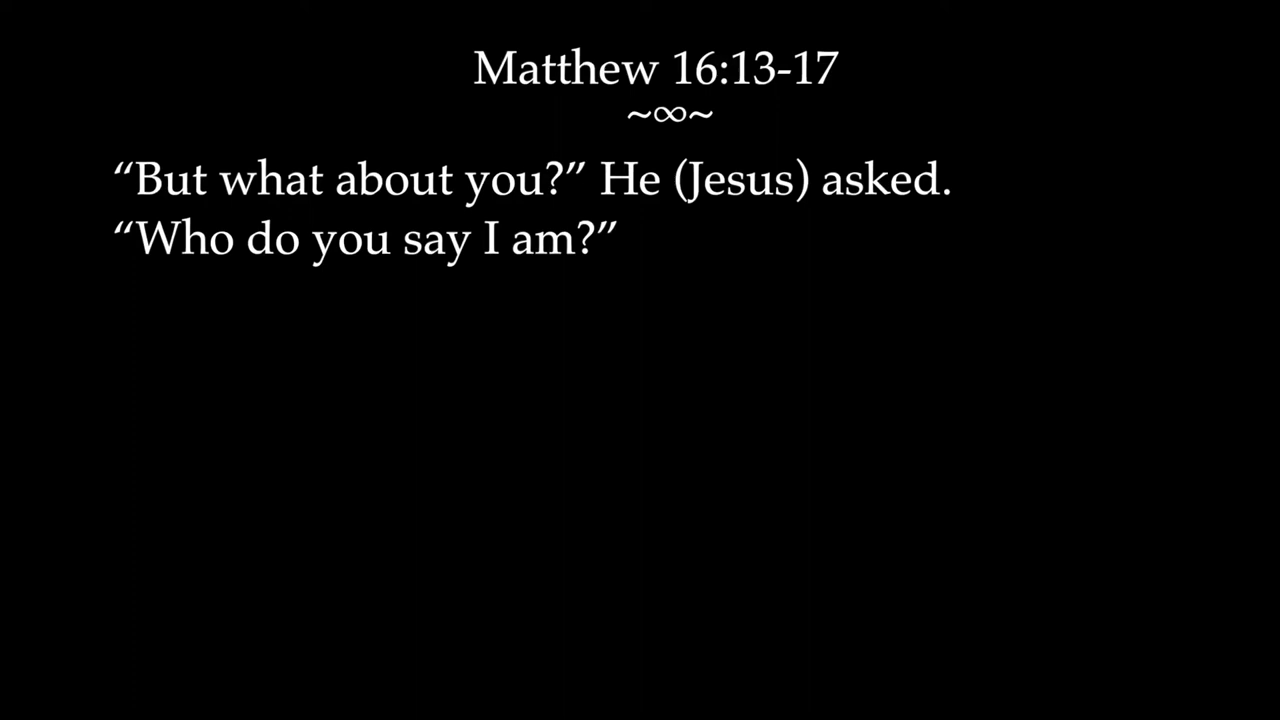 Matthew 16:13-17
~∞~
“But what about you?” He (Jesus) asked.
“Who do you say I am?”